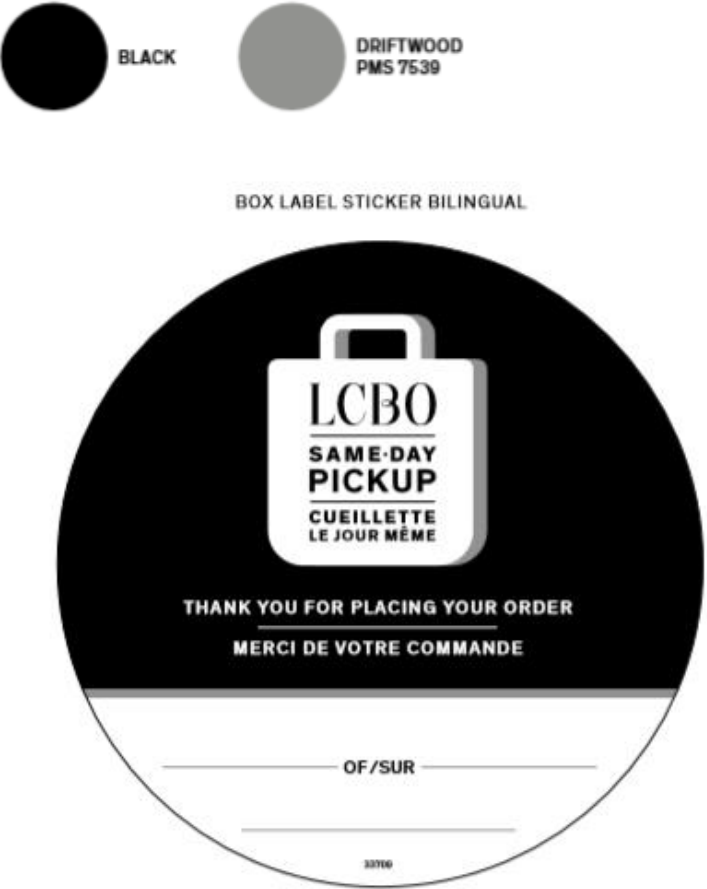 BLACK
DRIFTWOOD
PMS 7539
BOX LABEL STICKER BILINGUAL
LCBO
SAME·DAY
PICKUP
CUEILLETTE
LE JOUR MÊME
THANK YOU FOR PLACING YOUR ORDER
MERCI DE VOTRE COMMANDE
OF/SUR